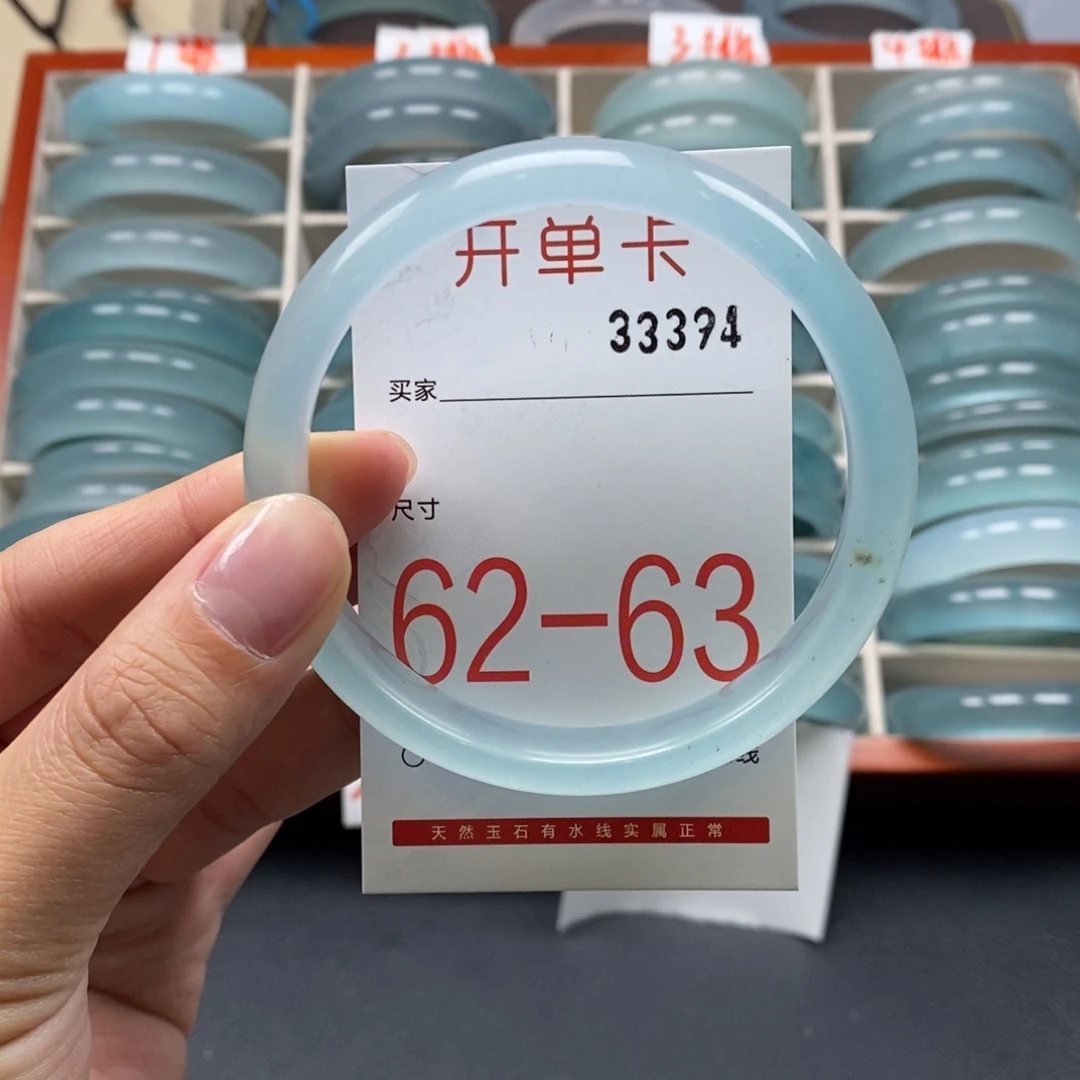 开单卡
33394
买家
尺寸
62-63
线
天然玉石有水线实属正常